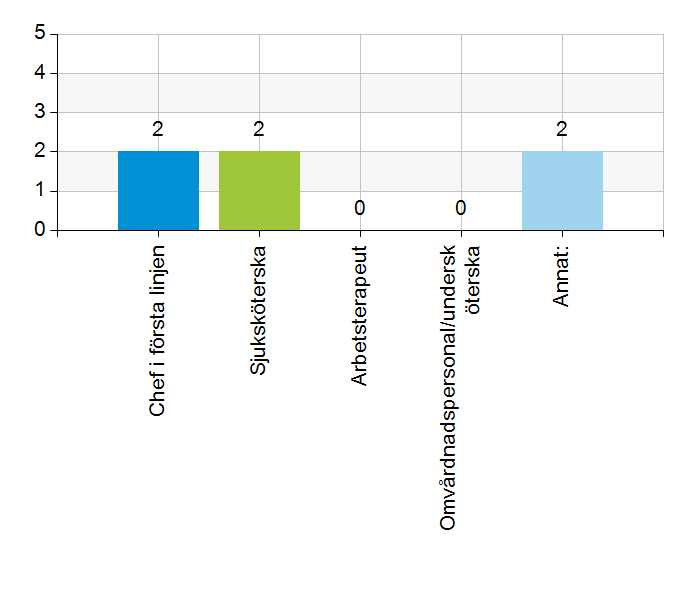 5
4
3
2
1
0
2
2
0
0
2
Chef i första linjen
Sjuksköterska
Arbetsterapeut
Omvårdnadspersonal/undersk
öterska
Annat: